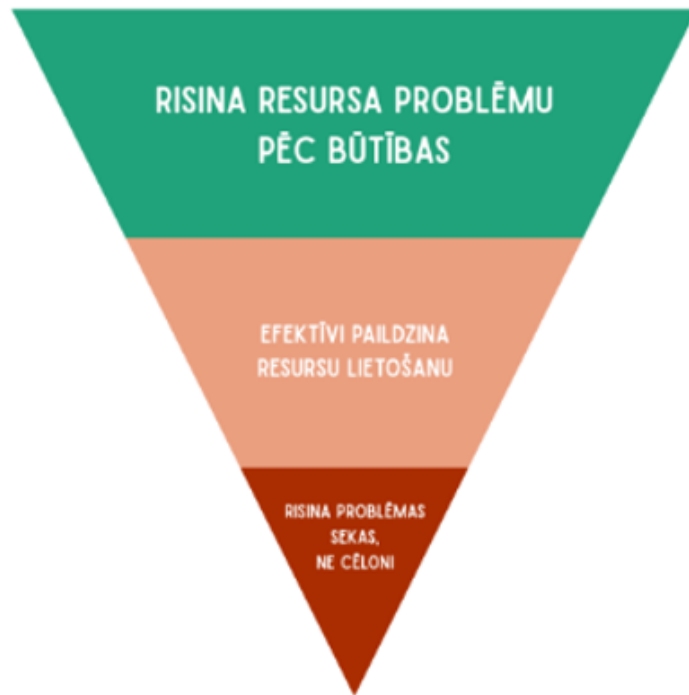 RISINA RESURSA PROBLĒMU
PĒC BŪTĪBAS
EFEKTĪVI PAILDZINA
RESURSU LIETOŠANU
RISINA PROBLĒMAS
SEKAS,
NE CĒLONI